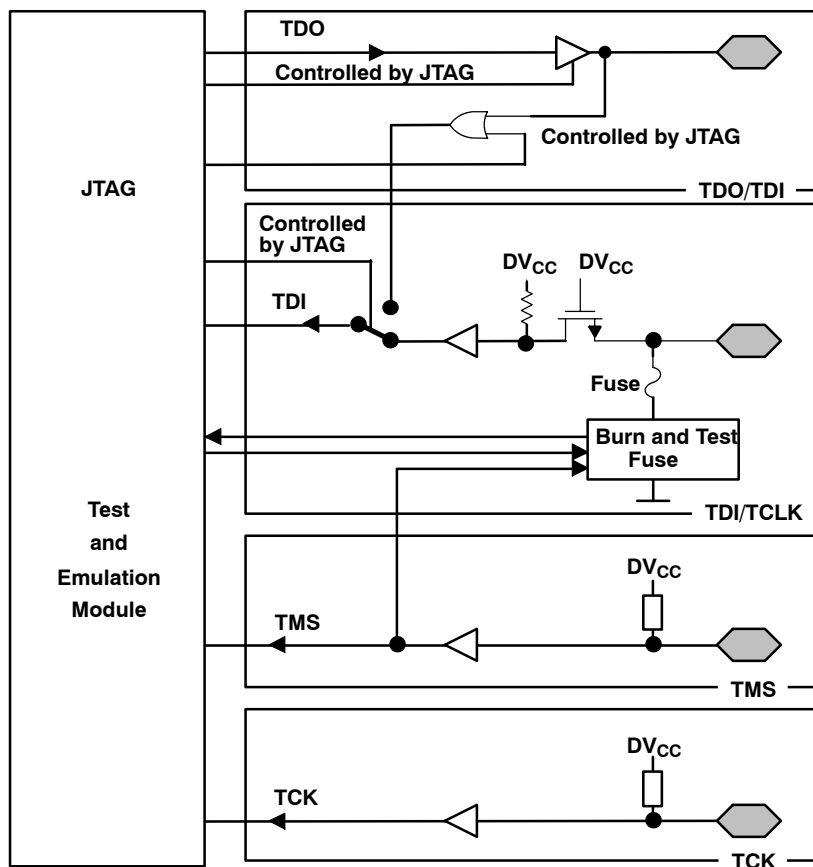 TDO
Controlled by JTAG
Controlled by JTAG
JTAG
TDO/TDI
Controlled
by JTAG
DVCC
DVCC
TDI
Fuse
Burn and Test
Fuse
TDI/TCLK
Test
and
Emulation
Module
DVCC
TMS
TMS
DVCC
TCK
TCK